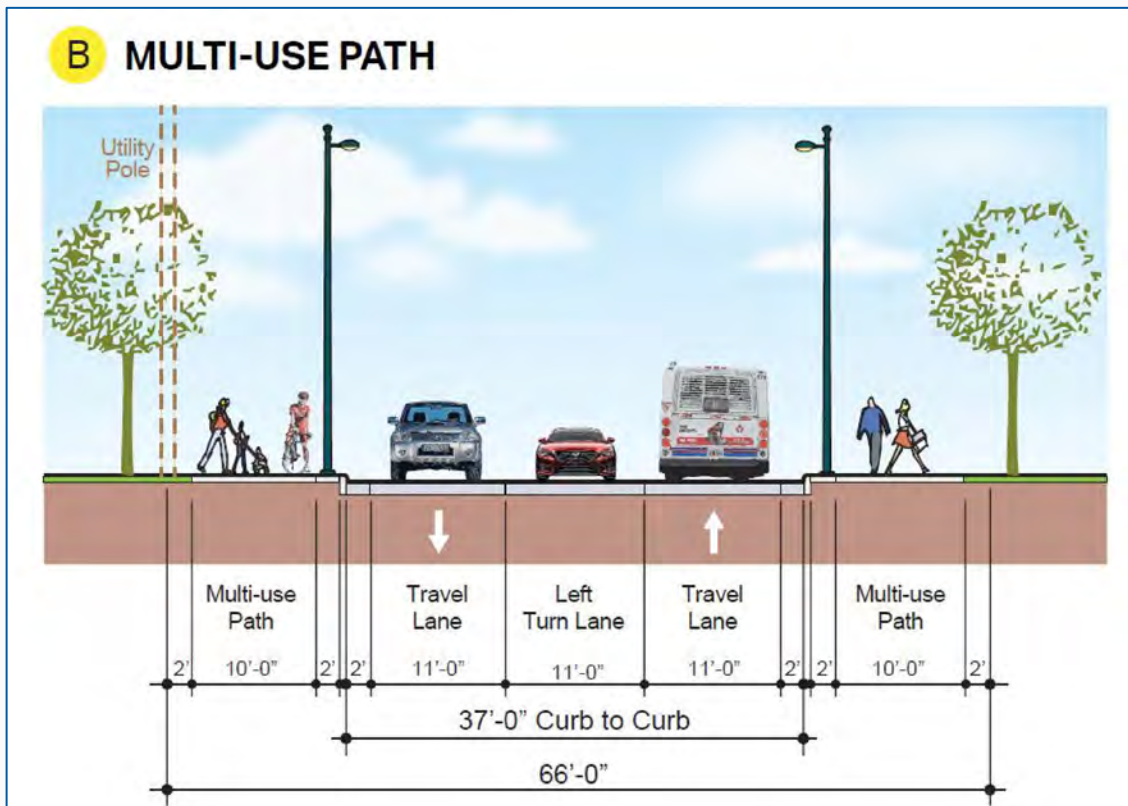 B MULTI-USE PATH
Utility
Pole
Multi-use
Path
Travel
Lane
Left
Turn Lane
Travel
Lane
Multi-use
Path
2' 10'-0" 2' 2' 11'-0" 11'-0" 11'-0" 2' 2' 10'-0" 2'
37'-0" Curb to Curb
66'-0"